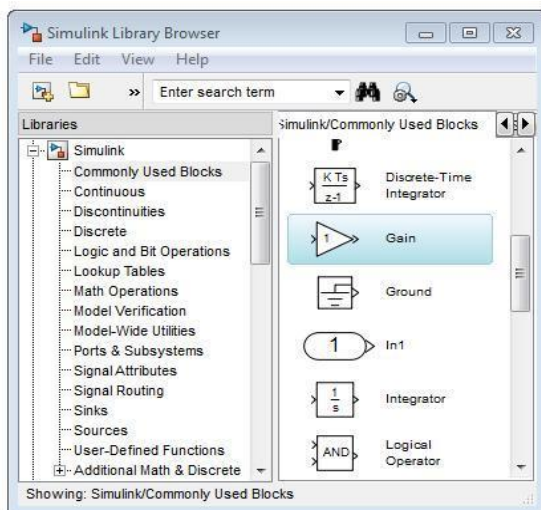 Simulink Library Browser
File Edit View Help
» Enter search term
Libraries
Simulink/Commonly Used Blocks
Simulink
Commonly Used Blocks
Continuous
Discontinuities
Discrete
Logic and Bit Operations
Lookup Tables
Math Operations
Model Verification
Model-Wide Utilities
Ports & Subsystems
Signal Attributes
Signal Routing
Sinks
Sources
User-Defined Functions
Additional Math & Discrete
K Ts
z-1
Discrete-Time
Integrator
1
Gain
Ground
1
In1
1
s
Integrator
AND
Logical
Operator
Showing: Simulink/Commonly Used Blocks